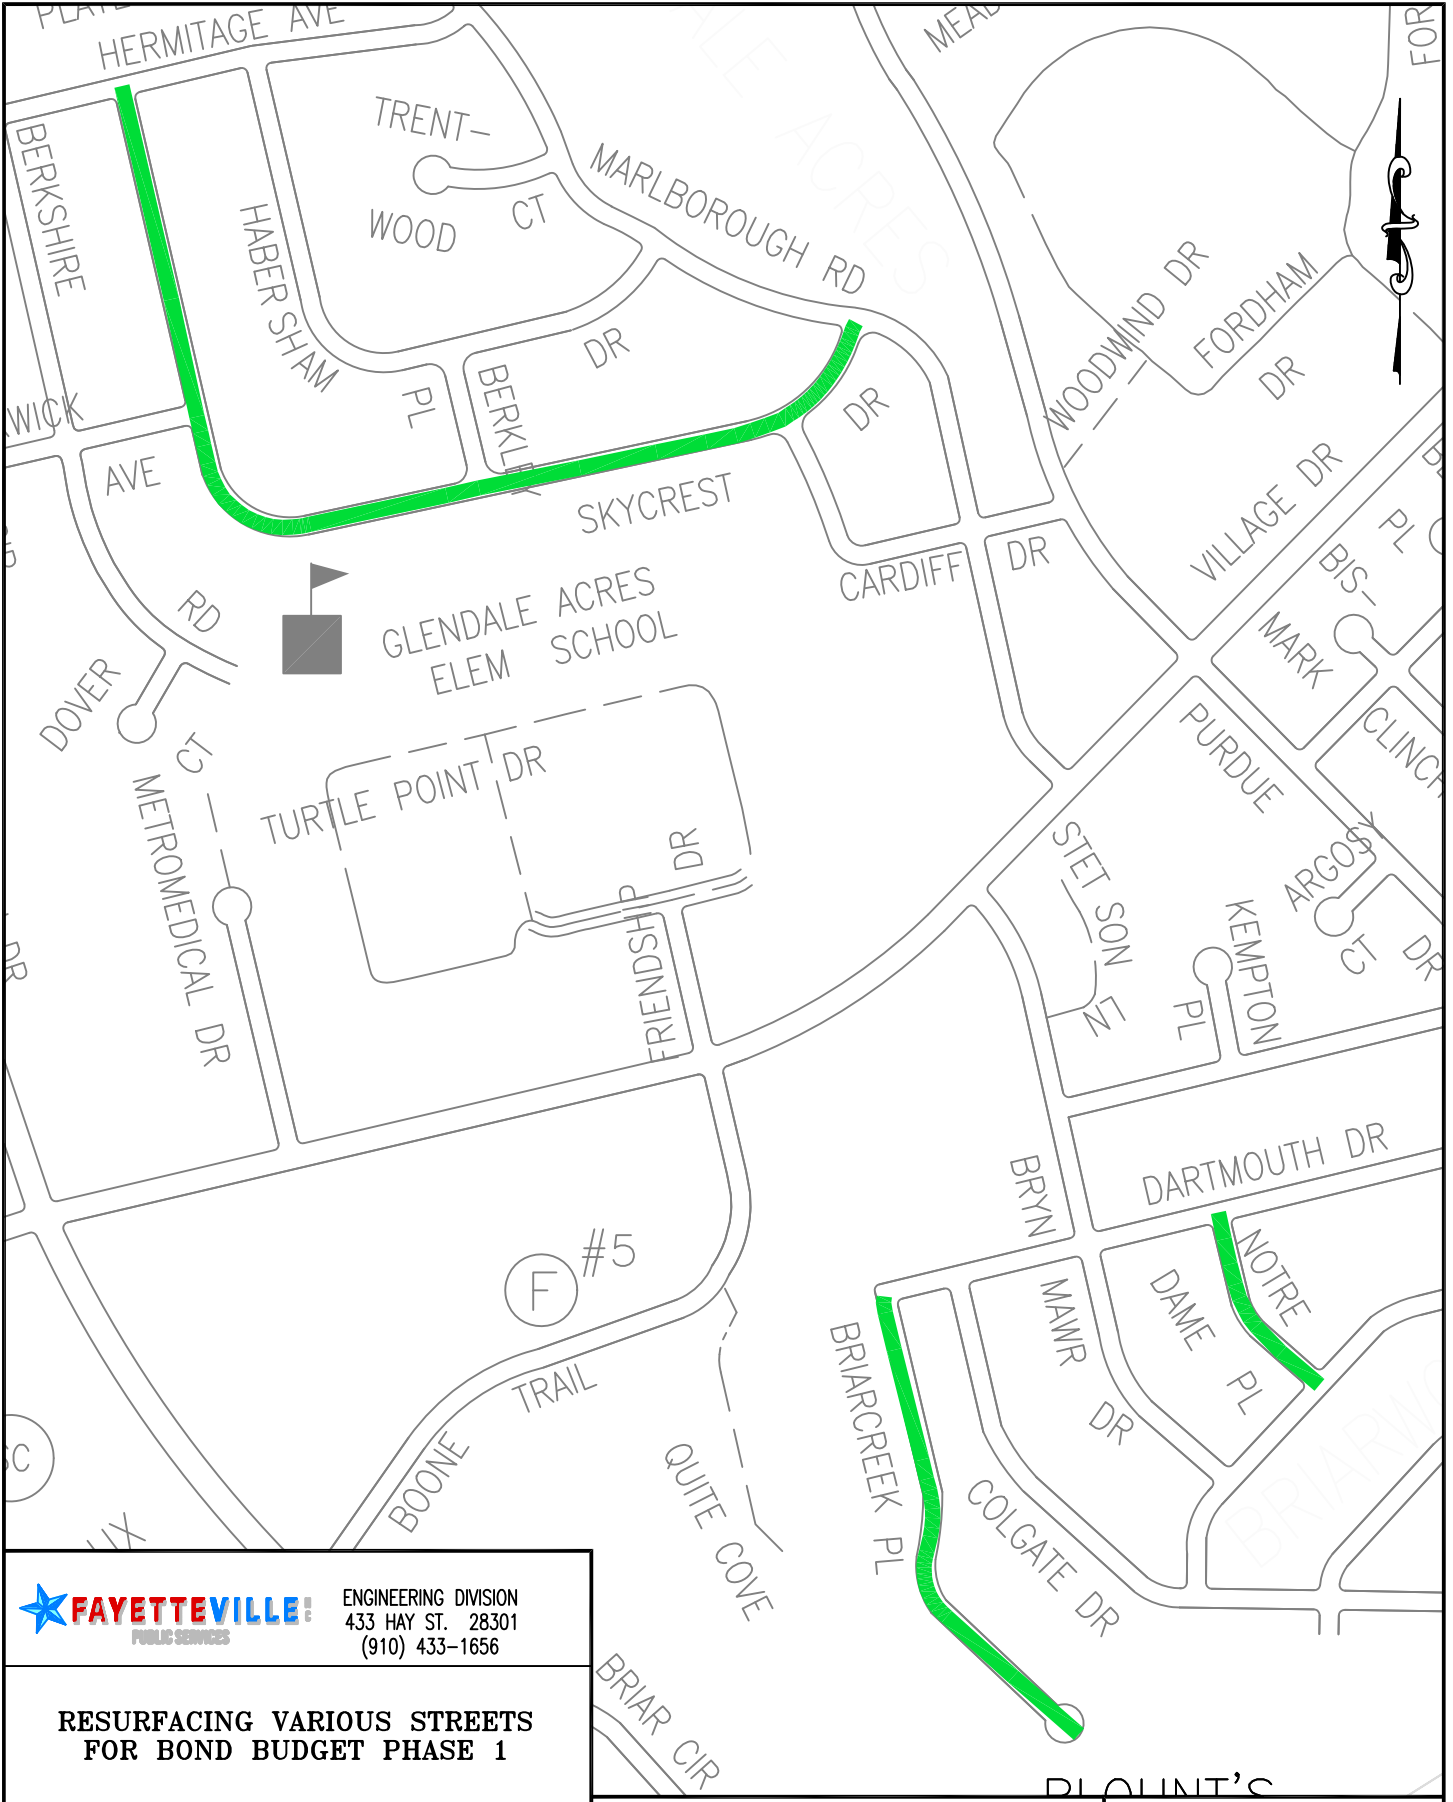 HERMITAGE AVE
BERKSHIRE
TRENT-
WOOD CT
HABERSHAM
PL
MARLBOROUGH RD
BERKLEY
DR
SKYCREST
DR
AVE
RD
GLENDALE ACRES
ELEM SCHOOL
CARDIFF DR
WOODWIND DR
FORDHAM
DR
VILLAGE DR
PL
BIS-
MARK
CLINCH
PURDUE
DR
DOVER
CT
METROMEDICAL DR
TURTLE POINT DR
FRIENDSHIP
DR
STETSON
LN
KEMPTON
PL
ARGOSY
CT
DR
DARTMOUTH DR
BRYN
MAWR
DR
NOTRE
DAME
PL
F #5
BOONE
TRAIL
QUITE COVE
BRIARCREEK PL
COLGATE DR
BRIAR CIR
ALE ACRES
FAYETTEVILLE
PUBLIC SERVICES
ENGINEERING DIVISION
433 HAY ST. 28301
(910) 433-1656
RESURFACING VARIOUS STREETS
FOR BOND BUDGET PHASE 1
BLOUNT'S